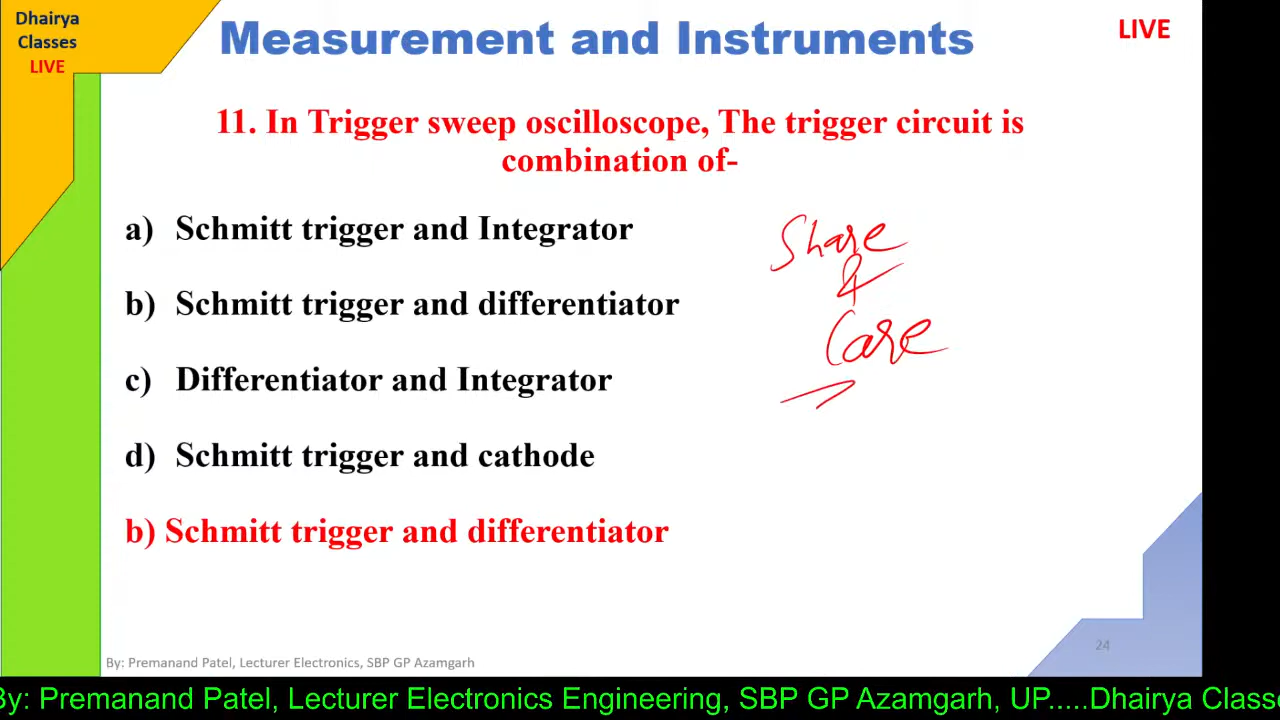 Dhairya
Classes
LIVE
Measurement and Instruments
LIVE
11. In Trigger sweep oscilloscope, The trigger circuit is
combination of-
a) Schmitt trigger and Integrator
b) Schmitt trigger and differentiator
c) Differentiator and Integrator
d) Schmitt trigger and cathode
b) Schmitt trigger and differentiator
Share
&
Care
24
By: Premanand Patel, Lecturer Electronics, SBP GP Azamgarh
By: Premanand Patel, Lecturer Electronics Engineering, SBP GP Azamgarh, UP.....Dhairya Classe